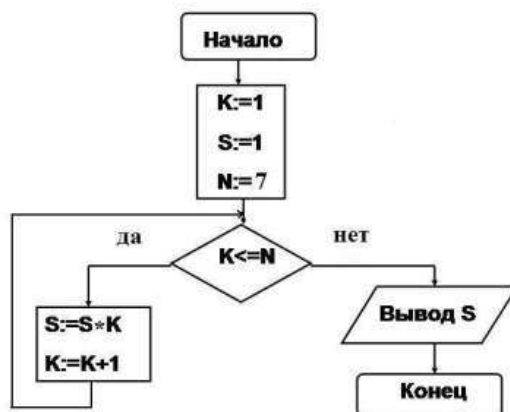 Начало
K:=1
S:=1
N:=7
да
K<=N
нет
S:=S*K
K:=K+1
Вывод S
Конец